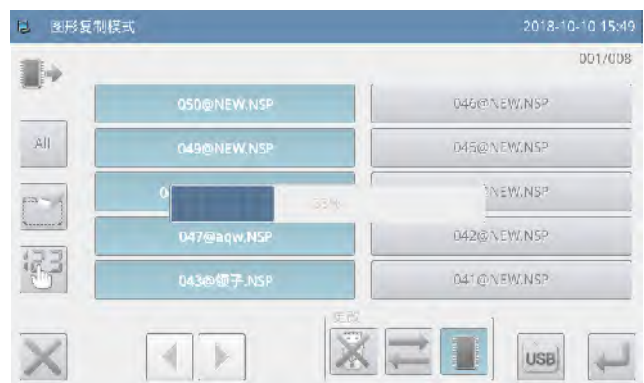 图形复制模式 2018-10-10 15:49
001/008
050@NEW.NSP 046@NEW.NSP
All 049@NEW.NSP 045@NEW.NSP
33%
047@aqw.NSP 042@NEW.NSP
123 043@领子.NSP 041@NEW.NSP
USB